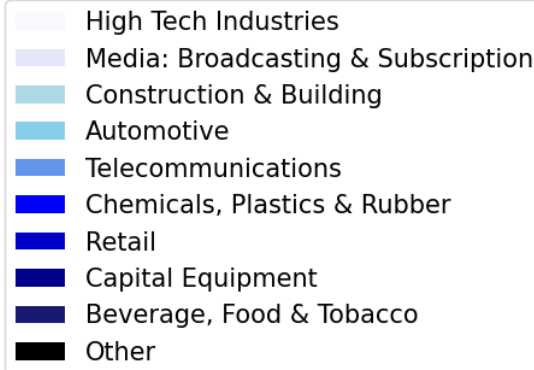 High Tech Industries
Media: Broadcasting & Subscription
Construction & Building
Automotive
Telecommunications
Chemicals, Plastics & Rubber
Retail
Capital Equipment
Beverage, Food & Tobacco
Other